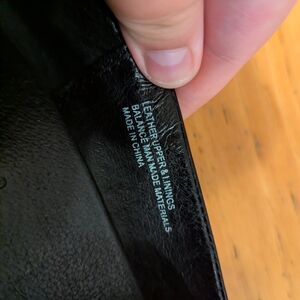 LEATHER UPPER & LININGS
BALANCE MAN MADE MATERIALS
MADE IN CHINA